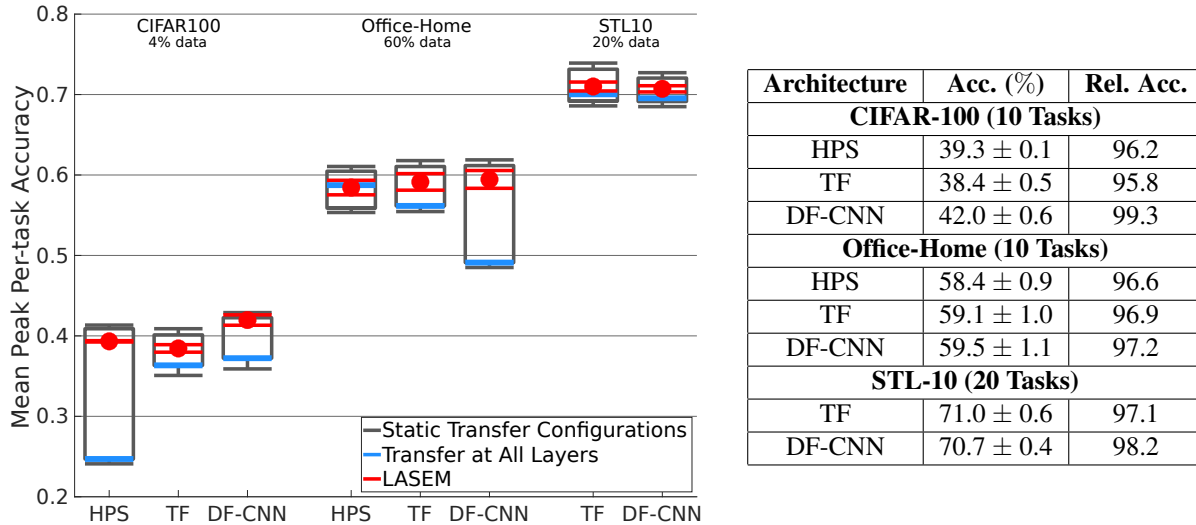 CIFAR100
4% data
Office-Home
60% data
STL10
20% data
Mean Peak Per-task Accuracy
0.8
0.7
0.6
0.5
0.4
0.3
0.2
HPS TF DF-CNN HPS TF DF-CNN TF DF-CNN
Static Transfer Configurations
Transfer at All Layers
LASEM
Architecture Acc. (%) Rel. Acc.
CIFAR-100 (10 Tasks)
HPS 39.3 ± 0.1 96.2
TF 38.4 ± 0.5 95.8
DF-CNN 42.0 ± 0.6 99.3
Office-Home (10 Tasks)
HPS 58.4 ± 0.9 96.6
TF 59.1 ± 1.0 96.9
DF-CNN 59.5 ± 1.1 97.2
STL-10 (20 Tasks)
TF 71.0 ± 0.6 97.1
DF-CNN 70.7 ± 0.4 98.2